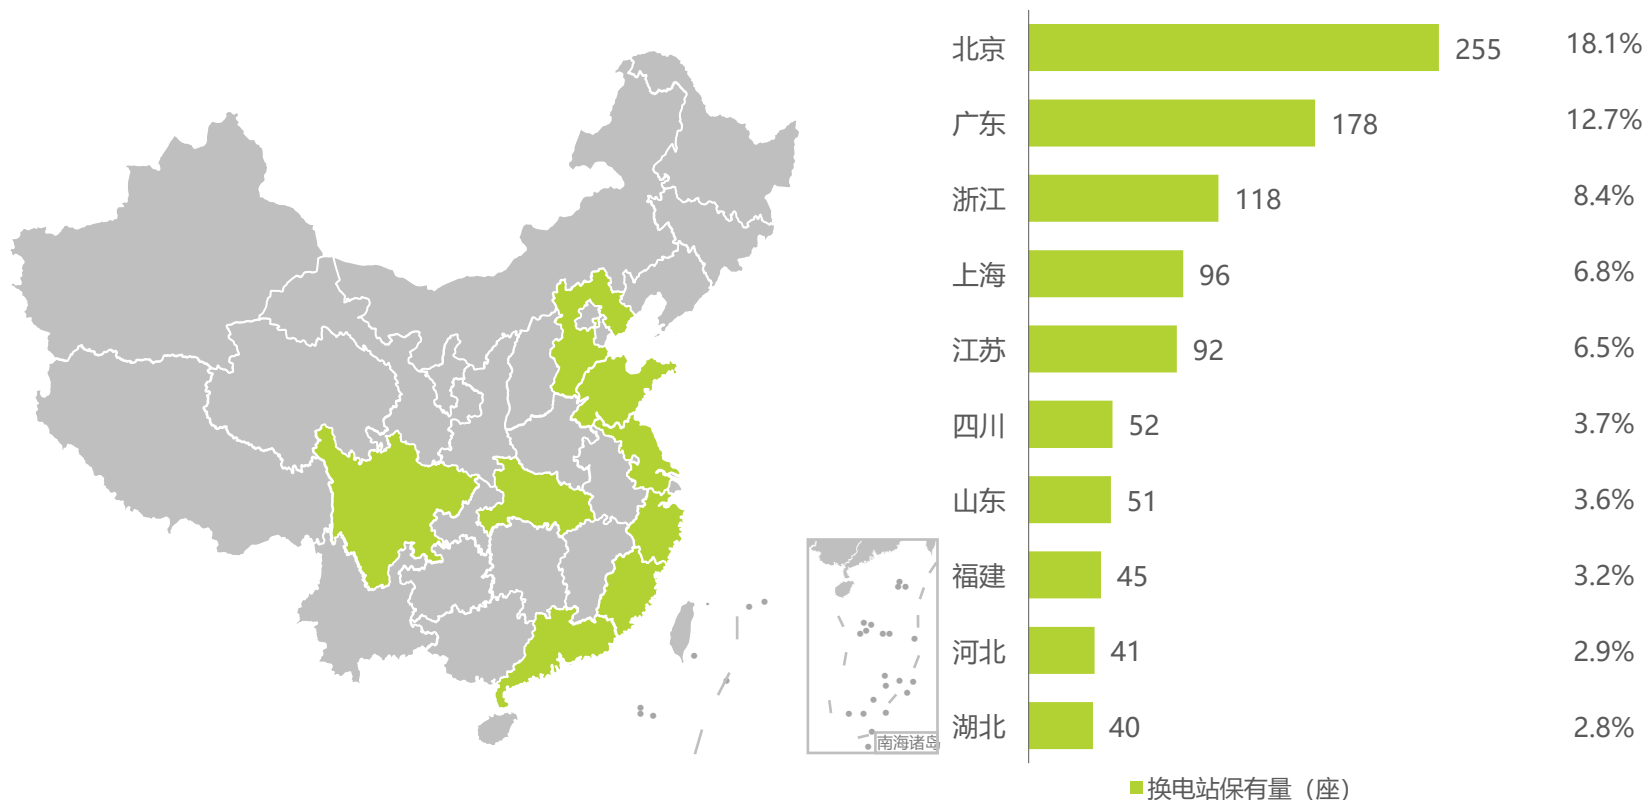 北京 255 18.1%
广东 178 12.7%
浙江 118 8.4%
上海 96 6.8%
江苏 92 6.5%
四川 52 3.7%
山东 51 3.6%
福建 45 3.2%
河北 41 2.9%
湖北 40 2.8%
南海诸岛
换电站保有量（座）